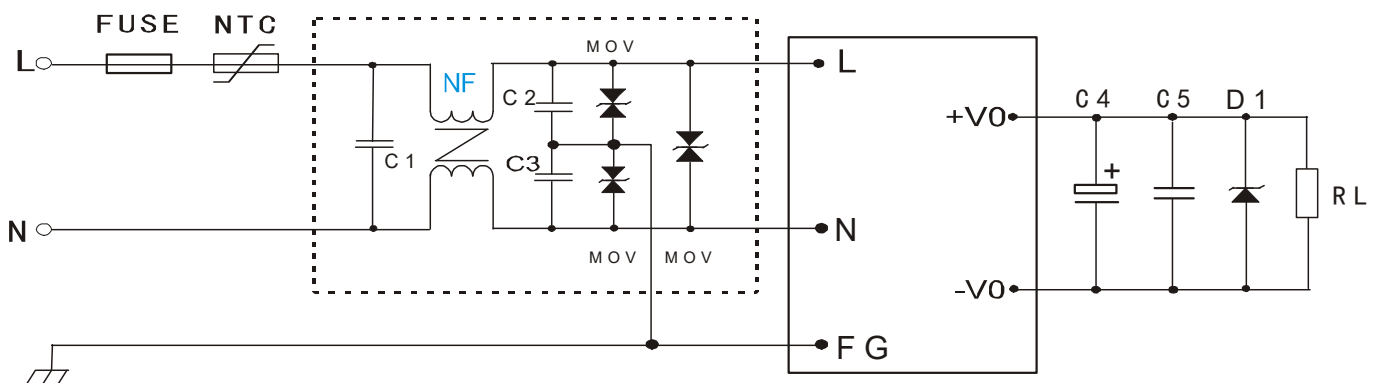 FUSE NTC
MOV
L
NF
L
C2
C4 C5 D1
+V0
C1
C3
+
RL
N
N
MOV MOV
-V0
FG